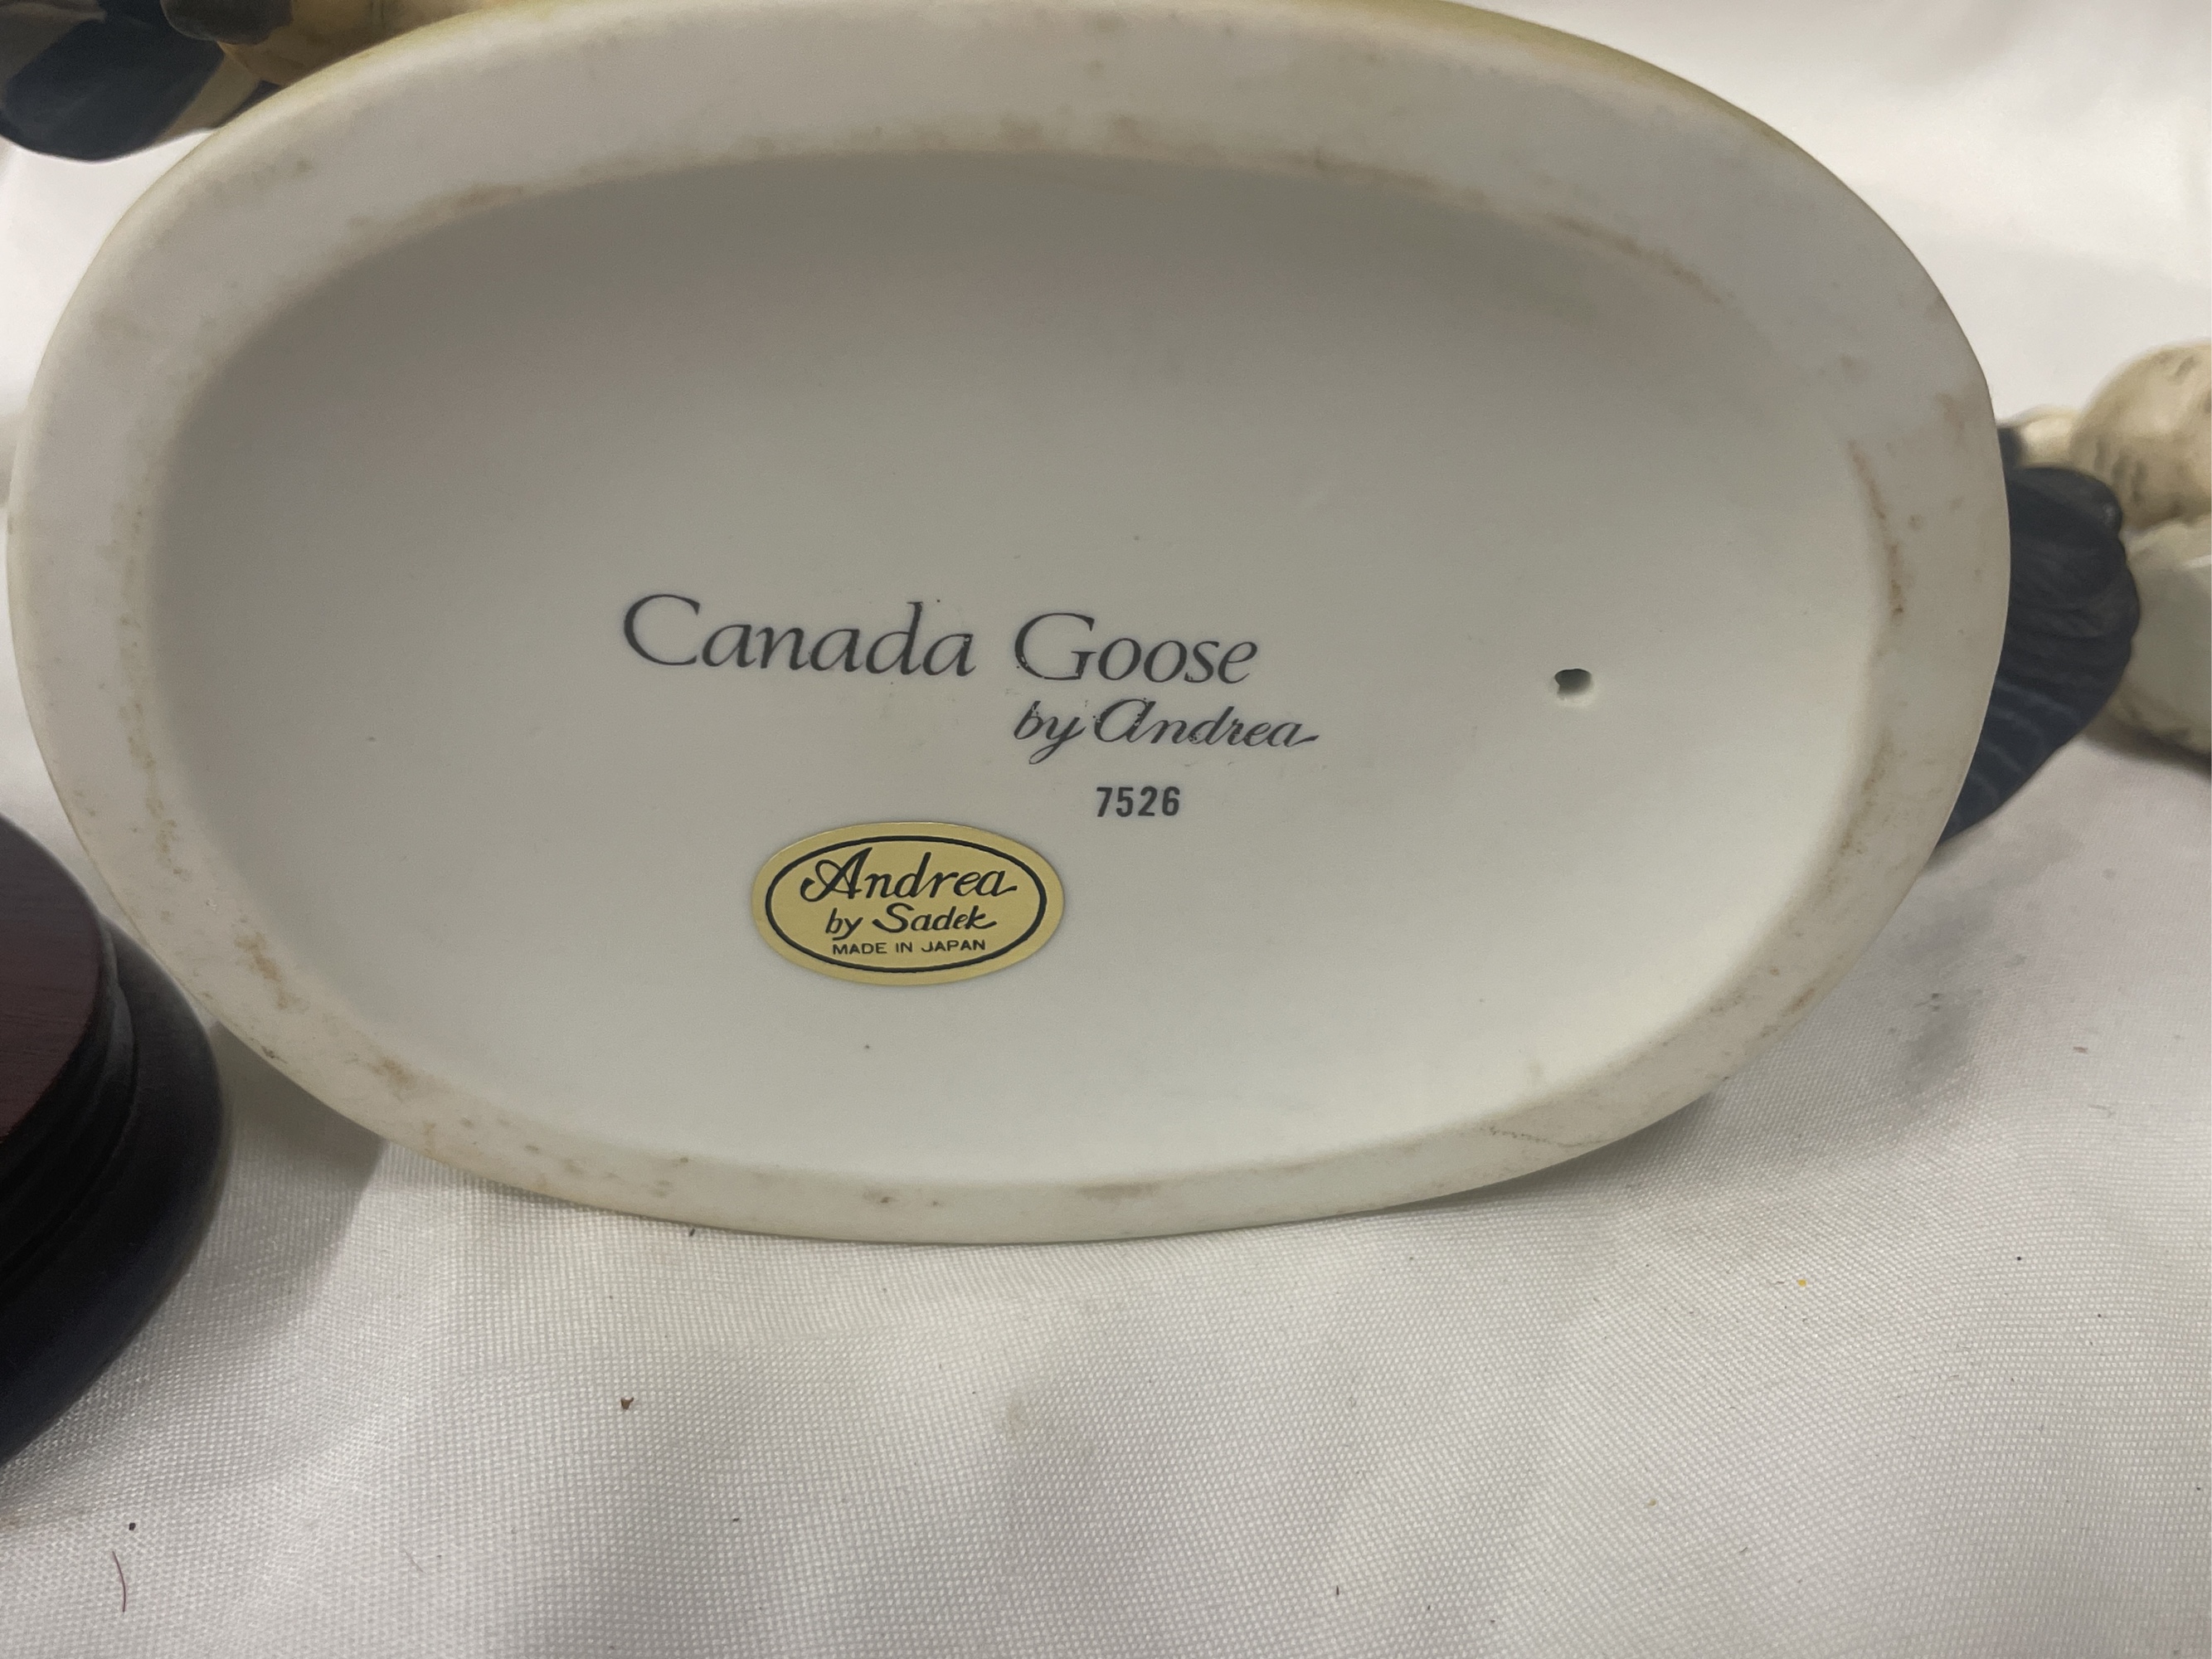 Canada Goose
by Andrea
7526
Andrea
by Sadek
MADE IN JAPAN